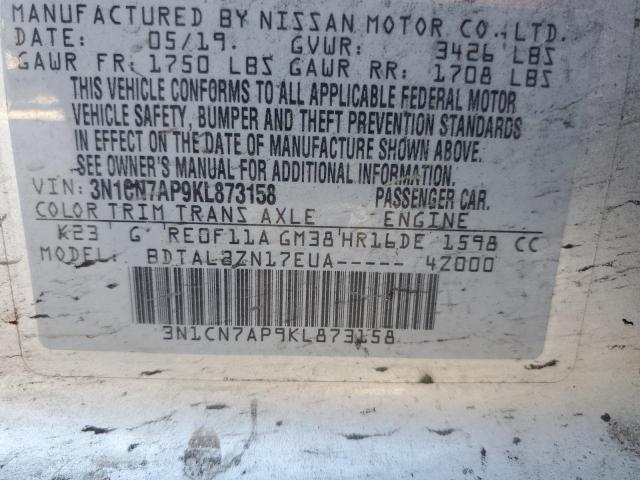 MANUFACTURED BY NISSAN MOTOR CO., LTD.
DATE: 05/19. GVWR: 3426 LBS
GAWR FR: 1750 LBS GAWR RR: 1708 LBS
THIS VEHICLE CONFORMS TO ALL APPLICABLE FEDERAL MOTOR
VEHICLE SAFETY, BUMPER AND THEFT PREVENTION STANDARDS
IN EFFECT ON THE DATE OF MANUFACTURE SHOWN ABOVE.
SEE OWNER'S MANUAL FOR ADDITIONAL INFORMATION.
VIN: 3N1CN7AP9KL873158 PASSENGER CAR.
COLOR TRIM TRANS AXLE ENGINE
K23 G RE0F11A GM38 HR16DE 1598 CC
MODEL: BDTALGZN17EUA----- 4Z000
3N1CN7AP9KL873158